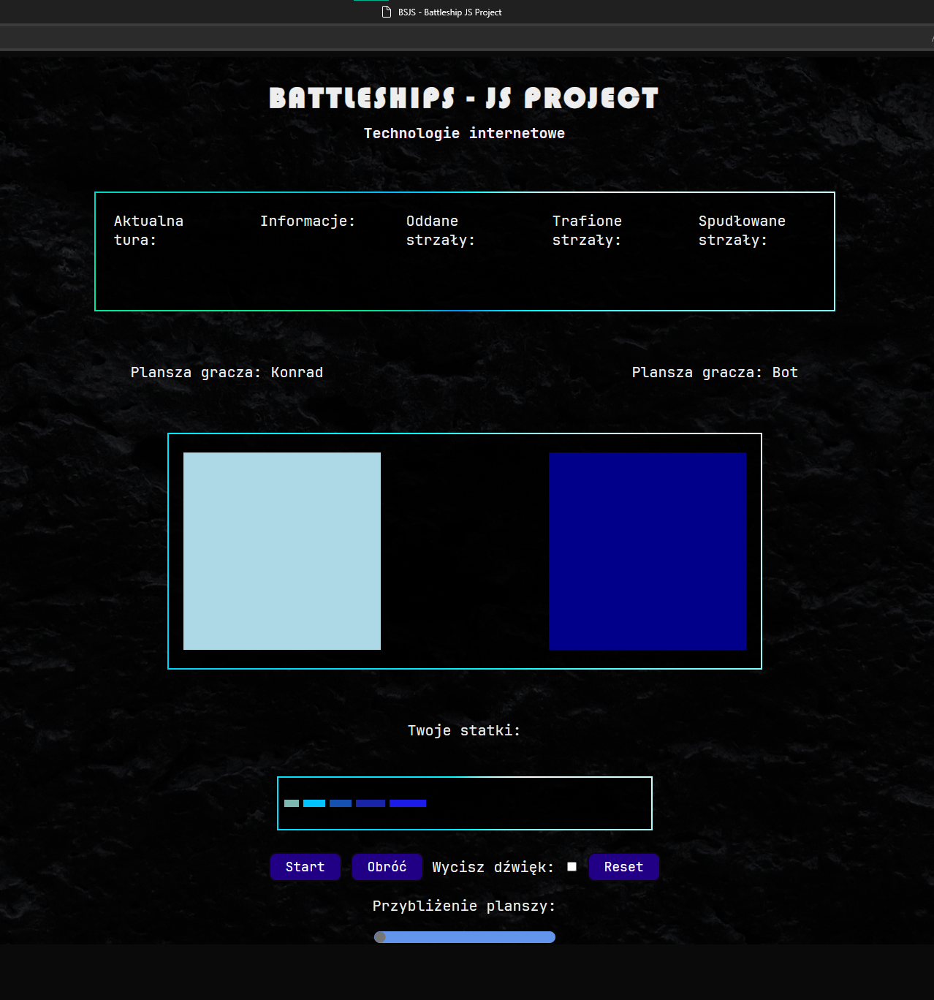 BSJS - Battleship JS Project
BATTLESHIPS - JS PROJECT
Technologie internetowe
Aktualna tura:
Informacje:
Oddane strzały:
Trafione strzały:
Spudłowane strzały:
Plansza gracza: Konrad
Plansza gracza: Bot
Twoje statki:
Start
Obróć
Wycisz dźwięk:
Reset
Przybliżenie planszy: